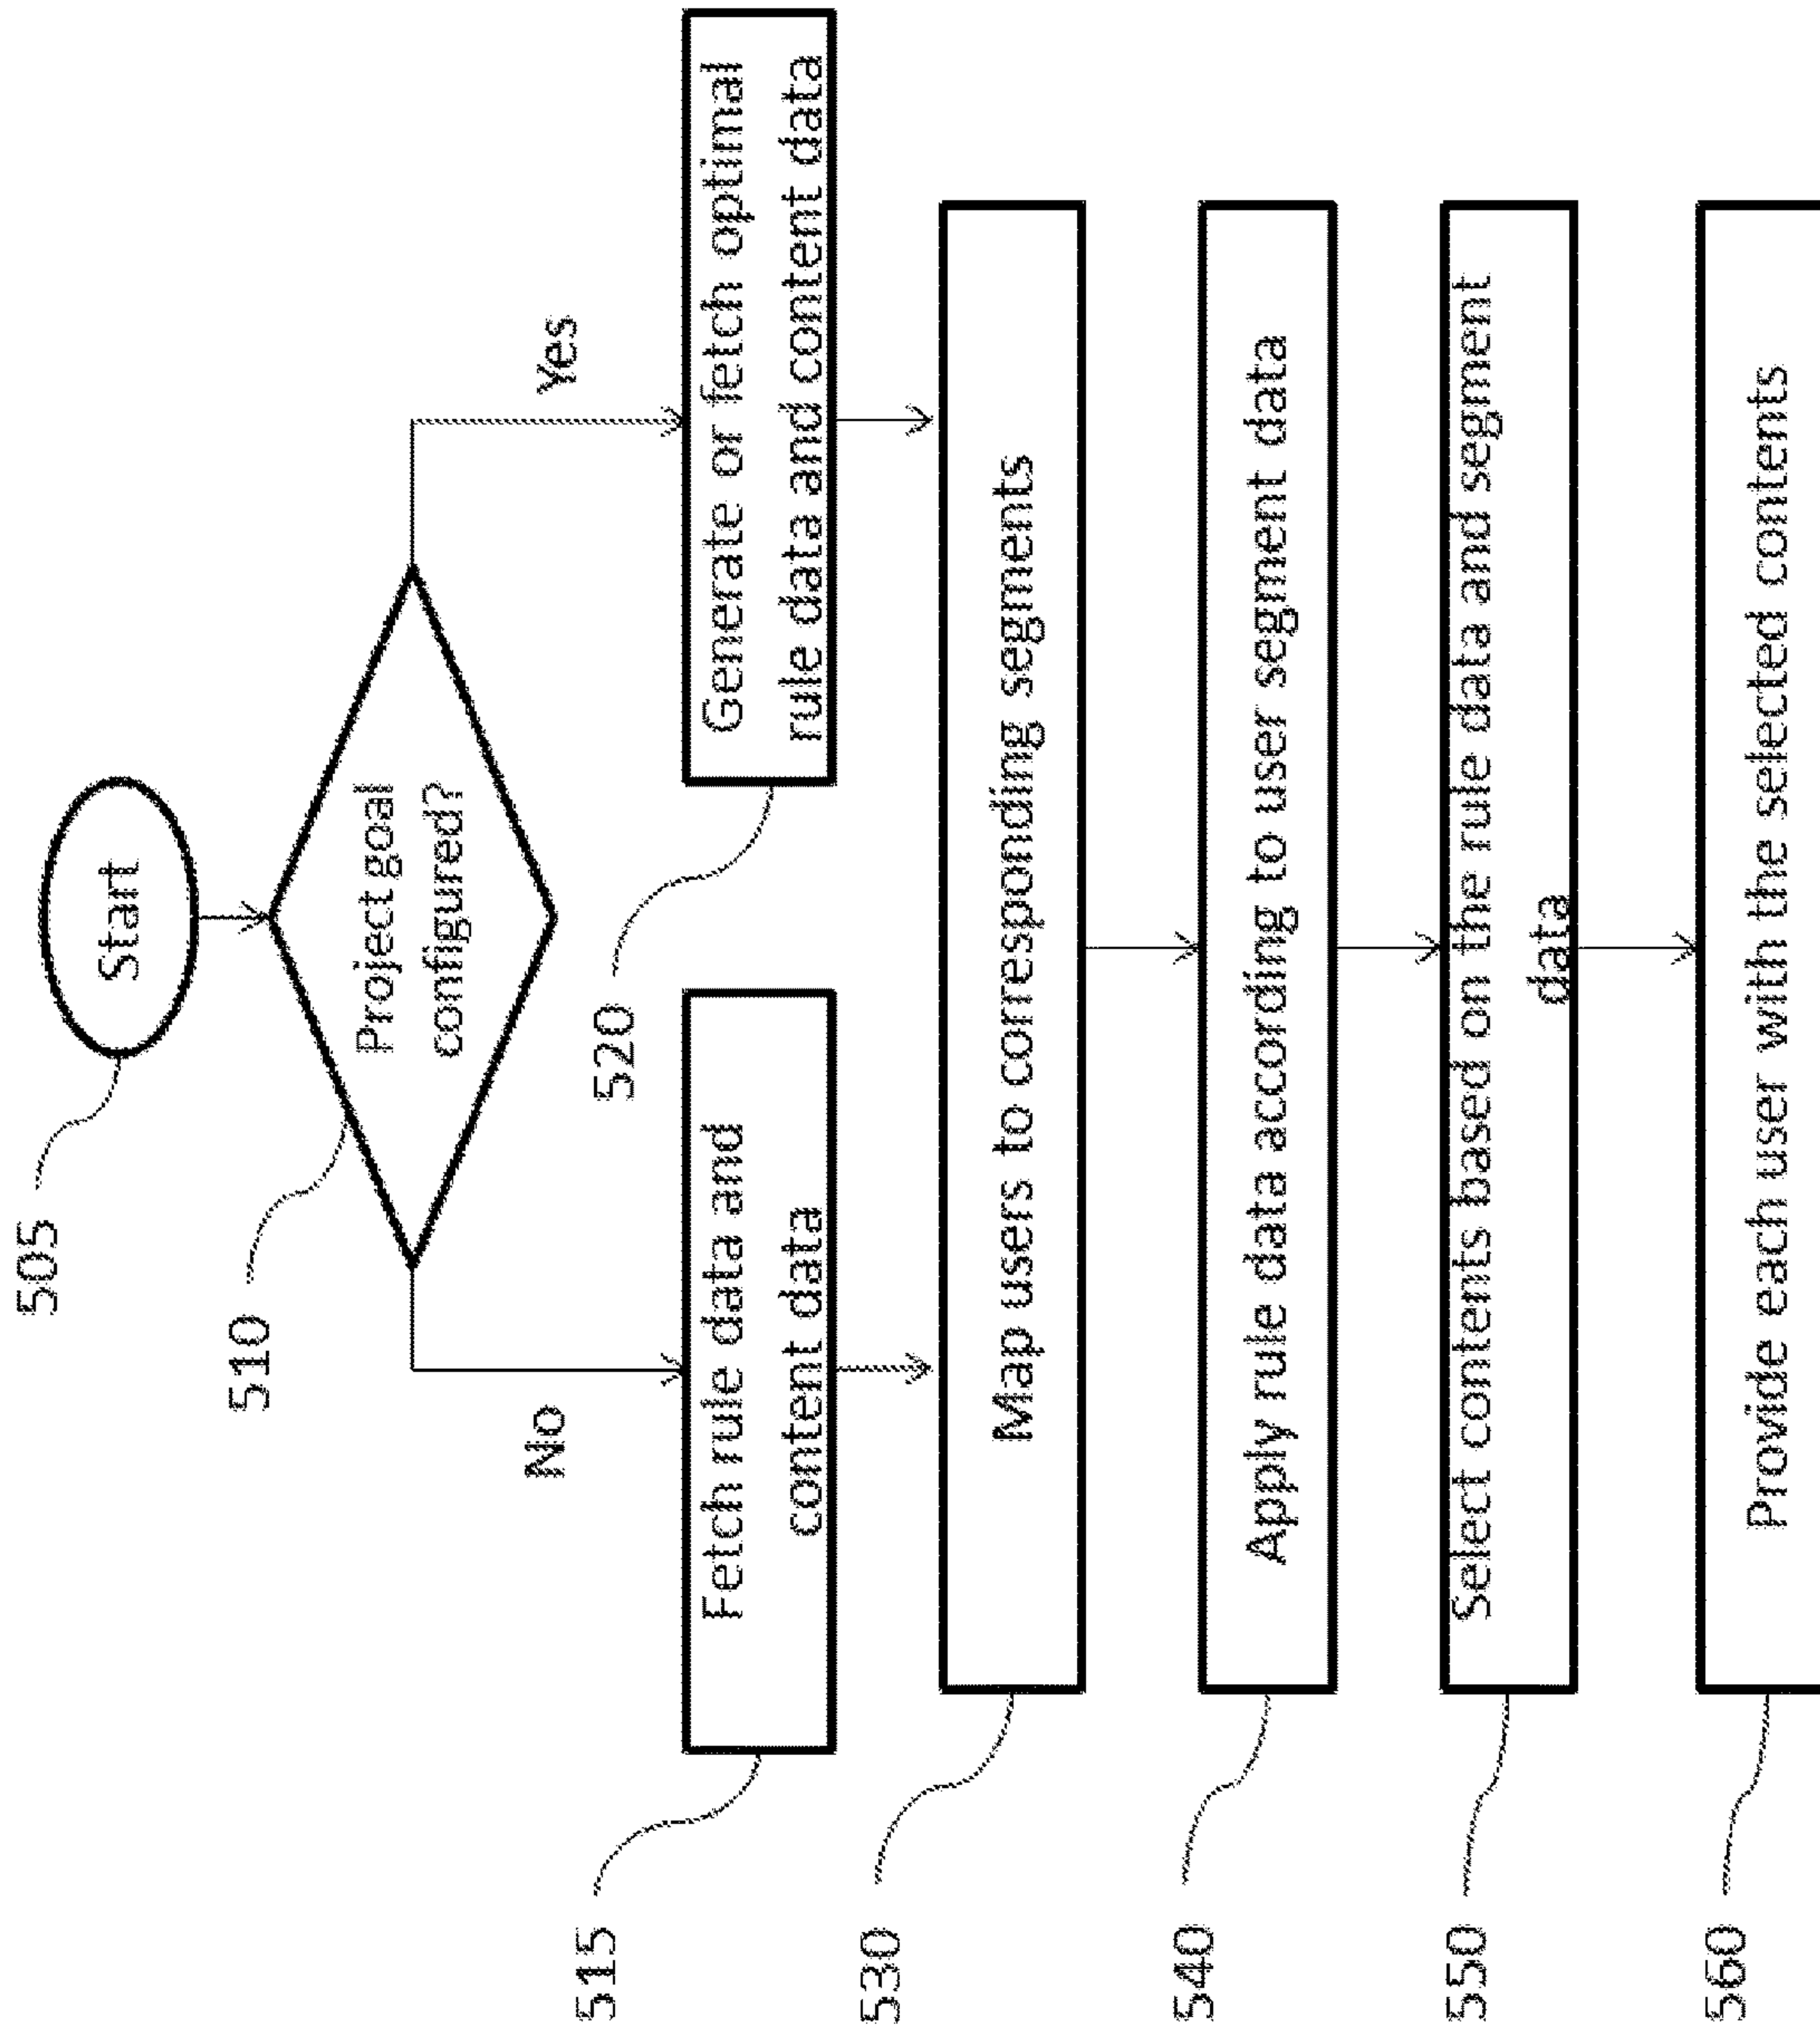 505
Start
510
Project goal
configured?
No
Yes
515
Fetch rule data and
content data
520
Generate or fetch optimal
rule data and content data
530
Map users to corresponding segments
540
Apply rule data according to user segment data
550
Select contents based on the rule data and segment
data
560
Provide each user with the selected contents